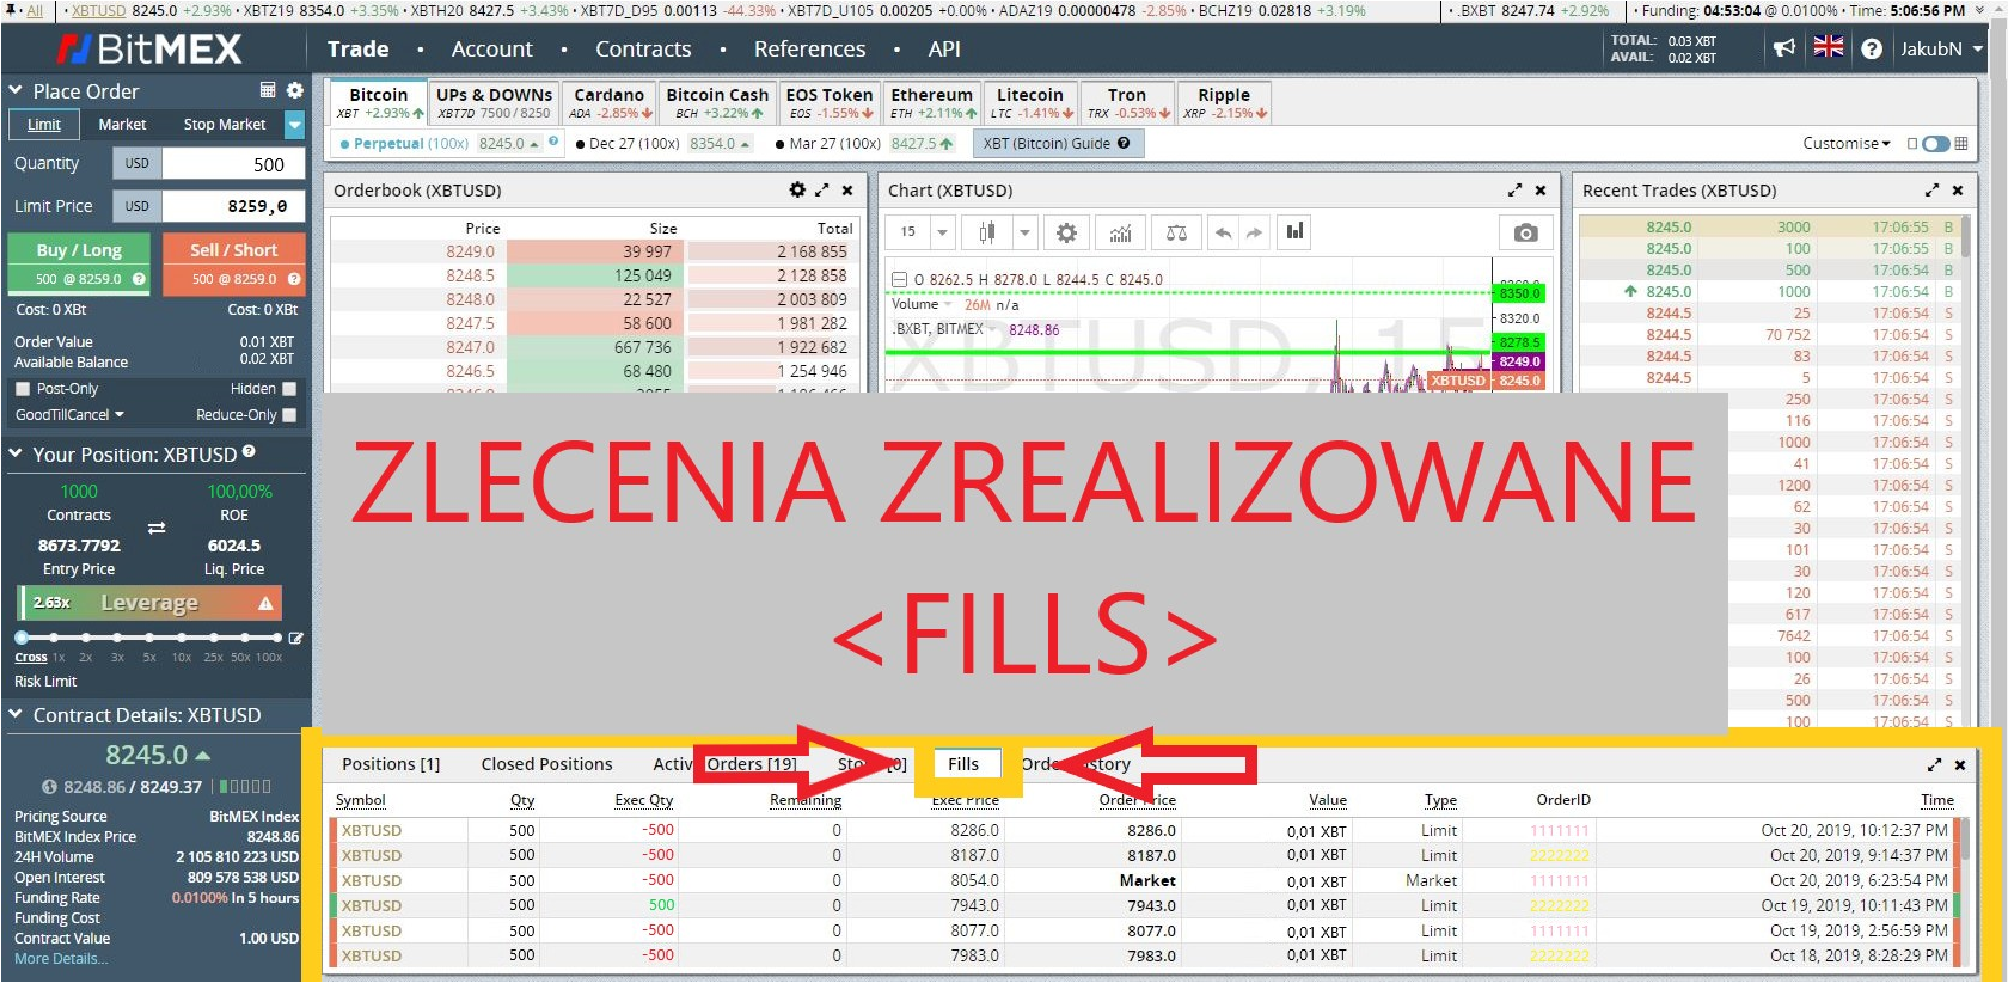 · All · XBTUSD 8245.0 +2.93% · XBTZ19 8354.0 +3.35% · XBTH20 8427.5 +3.43% · XBT7D_D95 0.00113 -44.33% · XBT7D_U105 0.00205 +0.00% · ADAZ19 0.00000478 -2.85% · BCHZ19 0.02818 +3.19% · .BXBT 8247.74 +2.92% · Funding: 04:53:04 @ 0.0100% · Time: 5:06:56 PM
BitMEX Trade · Account · Contracts · References · API
TOTAL: 0.03 XBT
AVAIL: 0.02 XBT
JakubN
Place Order
Limit Market Stop Market
Quantity USD 500
Limit Price USD 8259,0
Buy / Long Sell / Short
500 @ 8259.0 ? 500 @ 8259.0 ?
Cost: 0 XBt Cost: 0 XBt
Order Value 0.01 XBT
Available Balance 0.02 XBT
Post-Only Hidden
GoodTillCancel Reduce-Only
Your Position: XBTUSD ?
1000 100,00%
Contracts ROE
8673.7792 6024.5
Entry Price Liq. Price
2.63x Leverage
Cross 1x 2x 3x 5x 10x 25x 50x 100x
Risk Limit
Contract Details: XBTUSD
8245.0
8248.86 / 8249.37
Pricing Source BitMEX Index
BitMEX Index Price 8248.86
24H Volume 2 105 810 223 USD
Open Interest 809 578 538 USD
Funding Rate 0.0100% In 5 hours
Funding Cost
Contract Value 1.00 USD
More Details...
Bitcoin UPs & DOWNs Cardano Bitcoin Cash EOS Token Ethereum Litecoin Tron Ripple
XBT +2.93% XBT7D 7500 / 8250 ADA -2.85% BCH +3.22% EOS -1.55% ETH +2.11% LTC -1.41% TRX -0.53% XRP -2.15%
Perpetual (100x) 8245.0 ? Dec 27 (100x) 8354.0 Mar 27 (100x) 8427.5 XBT (Bitcoin) Guide ? Customise
Orderbook (XBTUSD)
Price Size Total
8249.0 39 997 2 168 855
8248.5 125 049 2 128 858
8248.0 22 527 2 003 809
8247.5 58 600 1 981 282
8247.0 667 736 1 922 682
8246.5 68 480 1 254 946
Chart (XBTUSD)
15
O 8262.5 H 8278.0 L 8244.5 C 8245.0
Volume 26M n/a
.BXBT, BITMEX 8248.86
XBTUSD, 15
8350.0
8320.0
8278.5
8249.0
XBTUSD 8245.0
Recent Trades (XBTUSD)
8245.0 3000 17:06:55 B
8245.0 100 17:06:55 B
8245.0 500 17:06:54 B
8245.0 1000 17:06:54 B
8244.5 25 17:06:54 S
8244.5 70 752 17:06:54 S
8244.5 83 17:06:54 S
8244.5 5 17:06:54 S
250 17:06:54 S
116 17:06:54 S
1000 17:06:54 S
41 17:06:54 S
1200 17:06:54 S
62 17:06:54 S
30 17:06:54 S
101 17:06:54 S
30 17:06:54 S
120 17:06:54 S
617 17:06:54 S
7642 17:06:54 S
100 17:06:54 S
26 17:06:54 S
500 17:06:54 S
100 17:06:54 S
ZLECENIA ZREALIZOWANE
<FILLS>
Positions [1] Closed Positions Activ Orders [19] Sto [0] Fills Orde story
Symbol Qty Exec Qty Remaining Exec Price Order Price Value Type OrderID Time
XBTUSD 500 -500 0 8286.0 8286.0 0,01 XBT Limit 1111111 Oct 20, 2019, 10:12:37 PM
XBTUSD 500 -500 0 8187.0 8187.0 0,01 XBT Limit 2222222 Oct 20, 2019, 9:14:37 PM
XBTUSD 500 -500 0 8054.0 Market 0,01 XBT Market 1111111 Oct 20, 2019, 6:23:54 PM
XBTUSD 500 500 0 7943.0 7943.0 0,01 XBT Limit 2222222 Oct 19, 2019, 10:11:43 PM
XBTUSD 500 -500 0 8077.0 8077.0 0,01 XBT Limit 1111111 Oct 19, 2019, 2:56:59 PM
XBTUSD 500 -500 0 7983.0 7983.0 0,01 XBT Limit 2222222 Oct 18, 2019, 8:28:29 PM